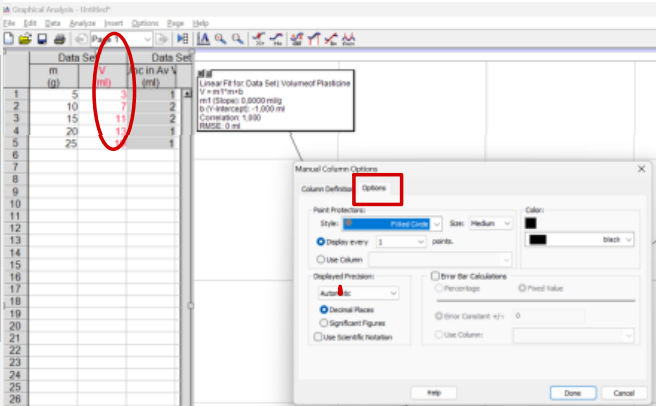 Graphical Analysis - Untitled*
File Edit Data Analyze Insert Options Page Help
Page 1
Data Set Data Set
m V Unc in Av V
(g) (ml) (ml)
1 5 3 1
2 10 7 2
3 15 11 1
4 20 13 2
5 25 1
6
7
8
9
10
11
12
13
14
15
16
17
18
19
20
21
22
23
24
25
26
Linear Fit for: Data Set | Volumeof Plasticine
V = m1*m+b
m1 (Slope): 0,8000 ml/g
b (Y-Intercept): -1,000 ml
Correlation: 1,000
RMSE: 0 ml
Manual Column Options
Column Definition Options
Point Protectors:
Style: Filled Circle Size: Medium
Display every 1 points.
Use Column
Color:
black
Displayed Precision:
Automatic
Decimal Places
Significant Figures
Use Scientific Notation
Error Bar Calculations
Percentage Fixed Value
Error Constant +/-: 0
Use Column:
Help Done Cancel